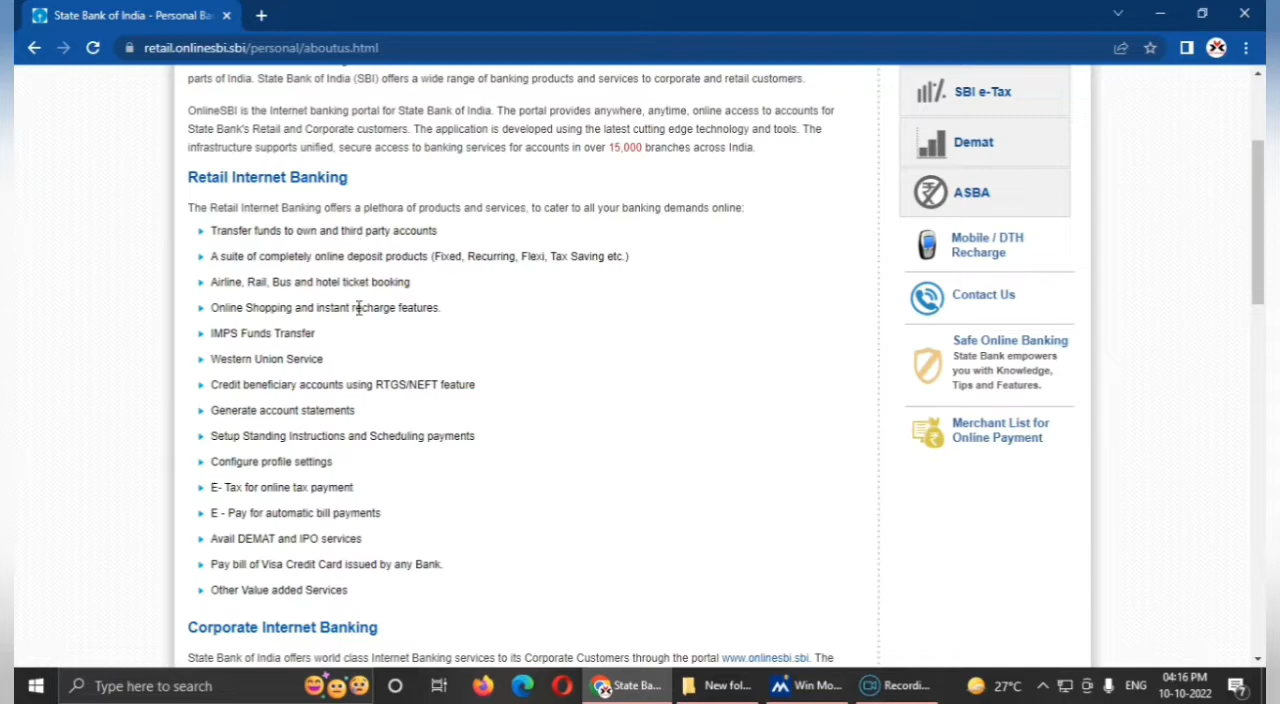 State Bank of India - Personal Ba
retail.onlinesbi.sbi/personal/aboutus.html
parts of India. State Bank of India (SBI) offers a wide range of banking products and services to corporate and retail customers.
OnlineSBI is the Internet banking portal for State Bank of India. The portal provides anywhere, anytime, online access to accounts for
State Bank's Retail and Corporate customers. The application is developed using the latest cutting edge technology and tools. The
infrastructure supports unified, secure access to banking services for accounts in over 15,000 branches across India.
Retail Internet Banking
The Retail Internet Banking offers a plethora of products and services, to cater to all your banking demands online:
Transfer funds to own and third party accounts
A suite of completely online deposit products (Fixed, Recurring, Flexi, Tax Saving etc.)
Airline, Rail, Bus and hotel ticket booking
Online Shopping and instant recharge features.
IMPS Funds Transfer
Western Union Service
Credit beneficiary accounts using RTGS/NEFT feature
Generate account statements
Setup Standing Instructions and Scheduling payments
Configure profile settings
E- Tax for online tax payment
E - Pay for automatic bill payments
Avail DEMAT and IPO services
Pay bill of Visa Credit Card issued by any Bank.
Other Value added Services
Corporate Internet Banking
State Bank of India offers world class Internet Banking services to its Corporate Customers through the portal www.onlinesbi.sbi. The
SBI e-Tax
Demat
ASBA
Mobile / DTH
Recharge
Contact Us
Safe Online Banking
State Bank empowers
you with Knowledge,
Tips and Features.
Merchant List for
Online Payment
Type here to search
State Ba...
New fol...
Win Mo...
Recordi...
27°C
ENG
04:16 PM
10-10-2022
7